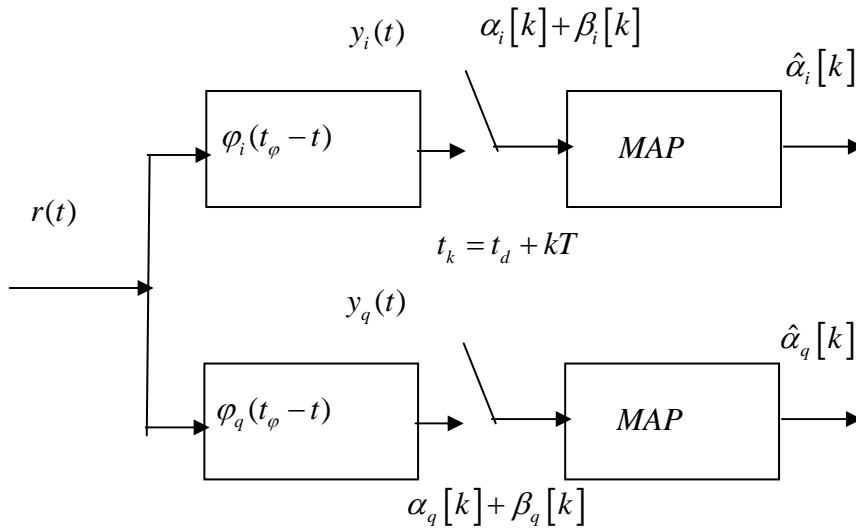 y_i(t)
α_i[k]+β_i[k]
α̂_i[k]
φ_i(t_φ − t)
MAP
r(t)
t_k = t_d + kT
y_q(t)
α̂_q[k]
φ_q(t_φ − t)
MAP
α_q[k]+β_q[k]